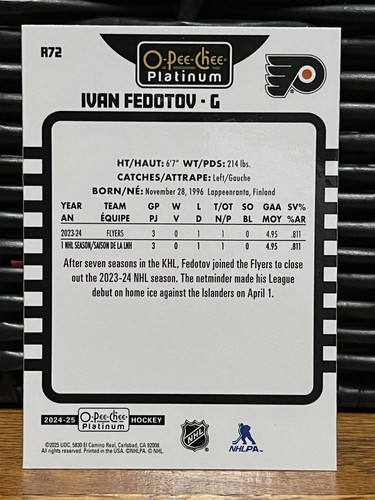 R72
O-Pee-Chee
Platinum
IVAN FEDOTOV · G
HT/HAUT: 6'7" WT/PDS: 214 lbs.
CATCHES/ATTRAPE: Left/Gauche
BORN/NÉ: November 28, 1996 Lappeenranta, Finland
YEAR TEAM GP W L T/OT SO GAA SV%
AN ÉQUIPE PJ V D N/P BL MOY %AR
2023-24 FLYERS 3 0 1 1 0 4.95 .811
1 NHL SEASON/SAISON DE LA LNH 3 0 1 1 0 4.95 .811
After seven seasons in the KHL, Fedotov joined the Flyers to close
out the 2023-24 NHL season. The netminder made his League
debut on home ice against the Islanders on April 1.
2024-25 O-Pee-Chee Platinum HOCKEY
©2025 UDC. 5830 El Camino Real, Carlsbad, CA 92008.
All rights reserved. Printed in the USA. ©NHLPA. © NHL.
NHL
NHLPA